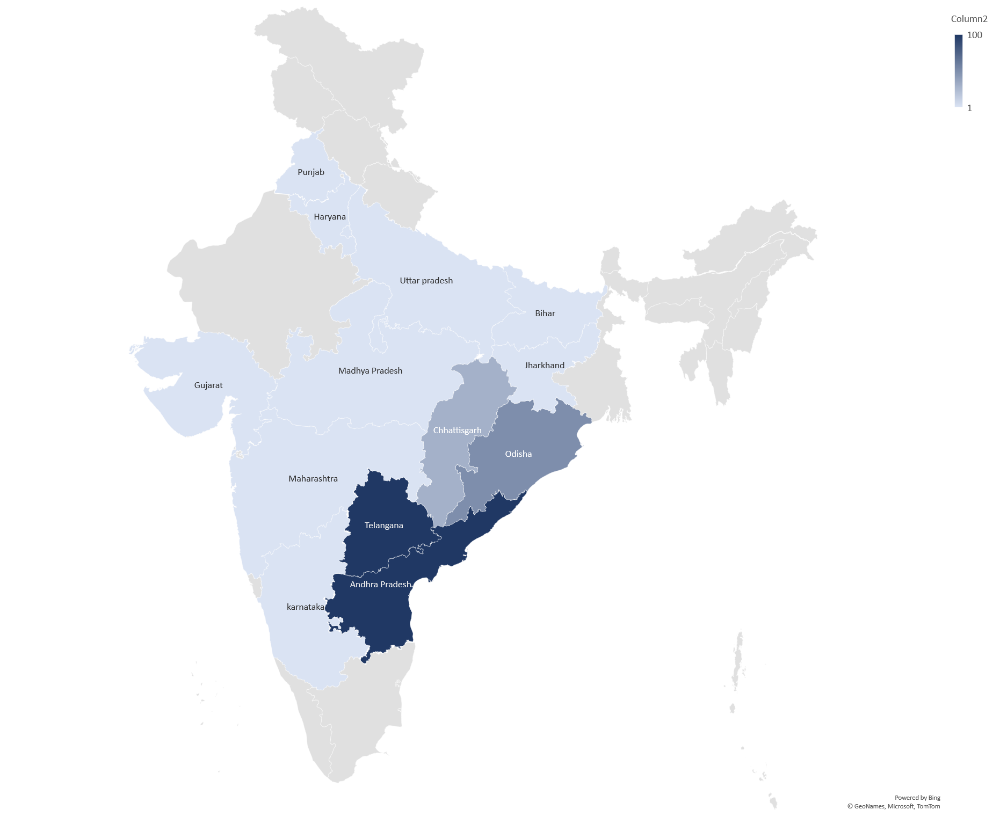 Column2
100
1
Punjab
Haryana
Uttar pradesh
Bihar
Jharkhand
Madhya Pradesh
Gujarat
Chhattisgarh
Odisha
Maharashtra
Telangana
Andhra Pradesh
karnataka
Powered by Bing
© GeoNames, Microsoft, TomTom